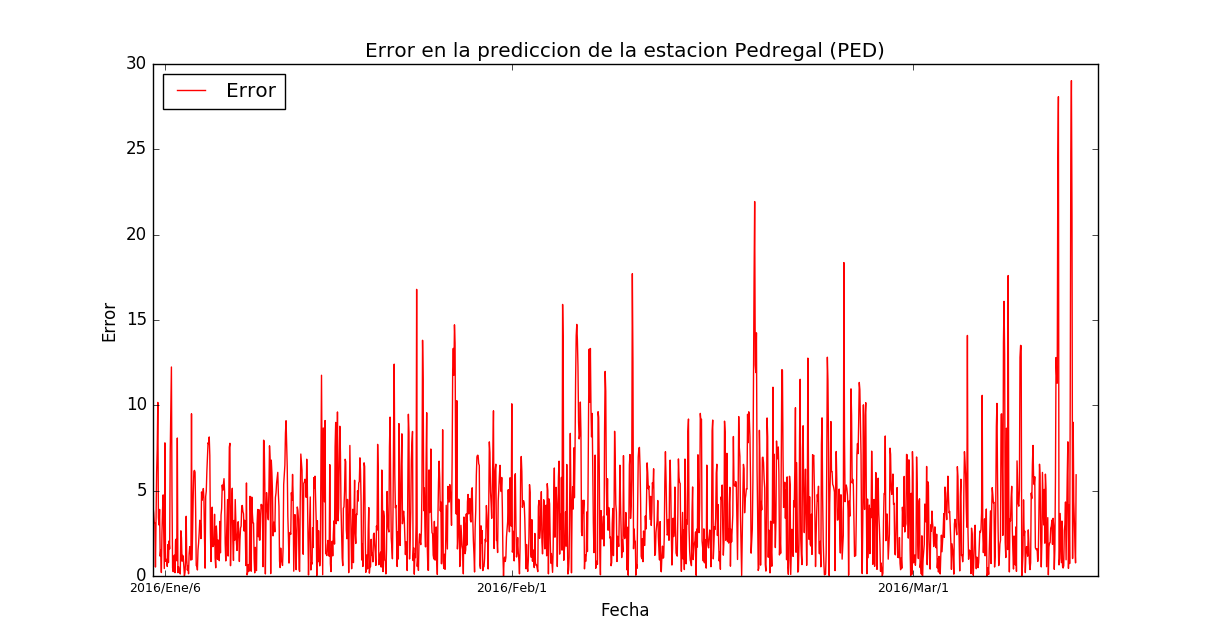 Error en la prediccion de la estacion Pedregal (PED)
30
25
20
15
10
5
0
Error
Error
2016/Ene/6
2016/Feb/1
2016/Mar/1
Fecha